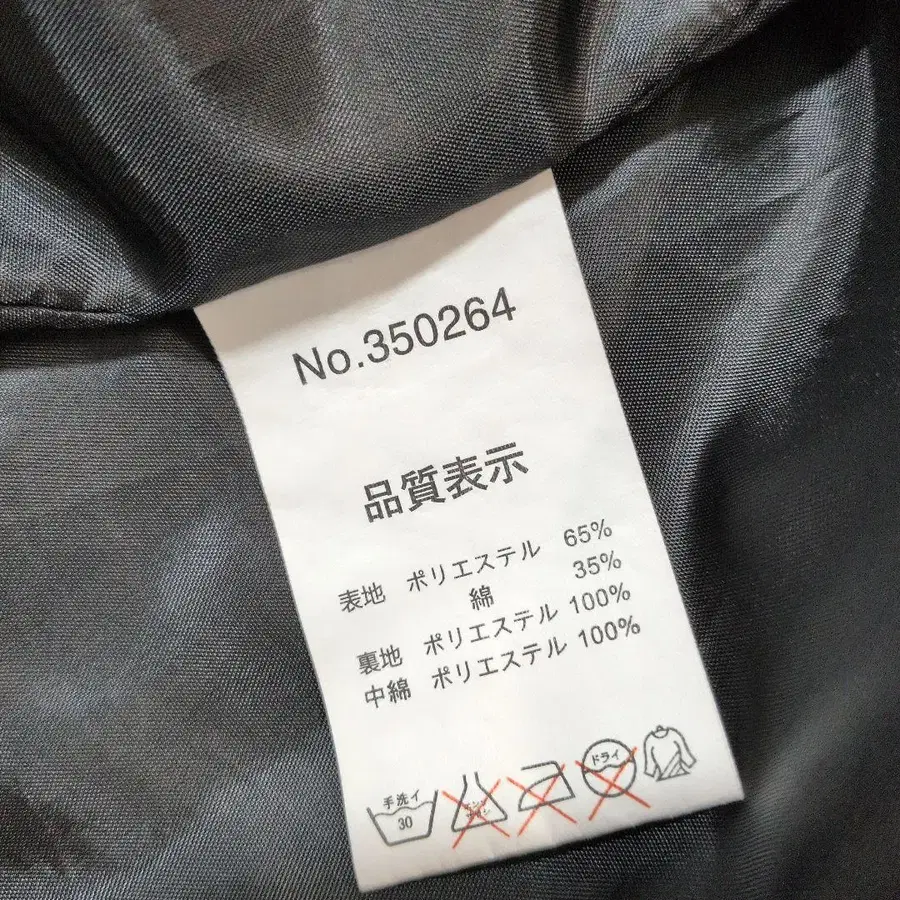 No.350264
品質表示
表地 ポリエステル 65%
綿 35%
裏地 ポリエステル 100%
中綿 ポリエステル 100%
手洗イ
30
ドライ